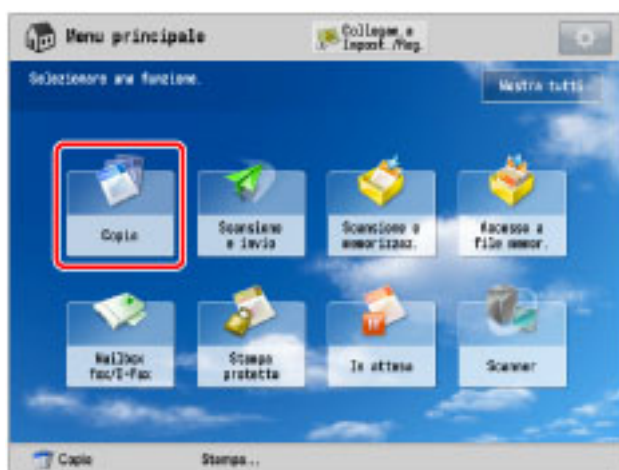 Menu principale
Collegam. a
Impost./Reg.
Selezionare una funzione.
Mostra tutti
Copia
Scansione
e invio
Scansione e
memorizzaz.
Accesso a
file memor.
Mailbox
fax/I-Fax
Stampa
protetta
In attesa
Scanner
Copia
Stampa...